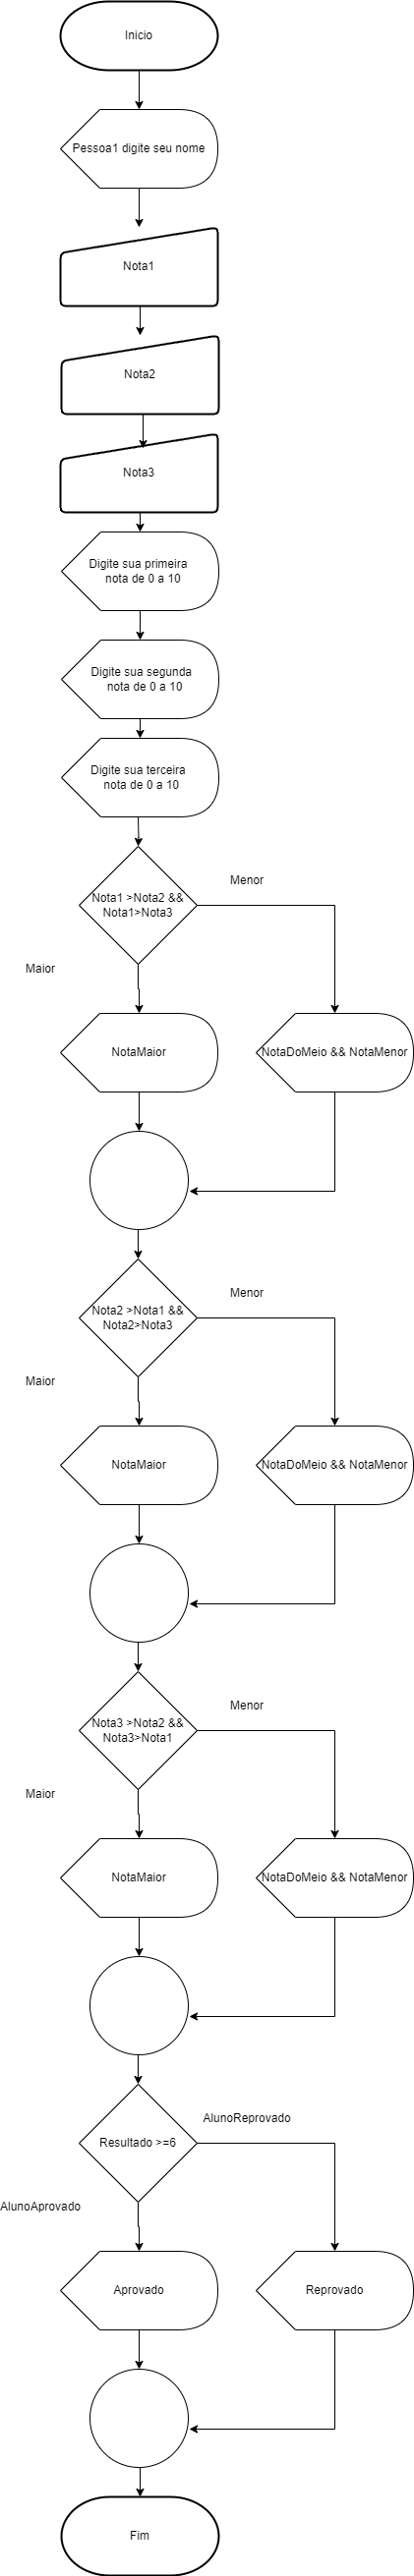 Inicio
Pessoa1 digite seu nome
Nota1
Nota2
Nota3
Digite sua primeira
nota de 0 a 10
Digite sua segunda
nota de 0 a 10
Digite sua terceira
nota de 0 a 10
Menor
Nota1 >Nota2 &&
Nota1>Nota3
Maior
NotaMaior
NotaDoMeio && NotaMenor
Menor
Nota2 >Nota1 &&
Nota2>Nota3
Maior
NotaMaior
NotaDoMeio && NotaMenor
Menor
Nota3 >Nota2 &&
Nota3>Nota1
Maior
NotaMaior
NotaDoMeio && NotaMenor
AlunoReprovado
Resultado >=6
AlunoAprovado
Aprovado
Reprovado
Fim